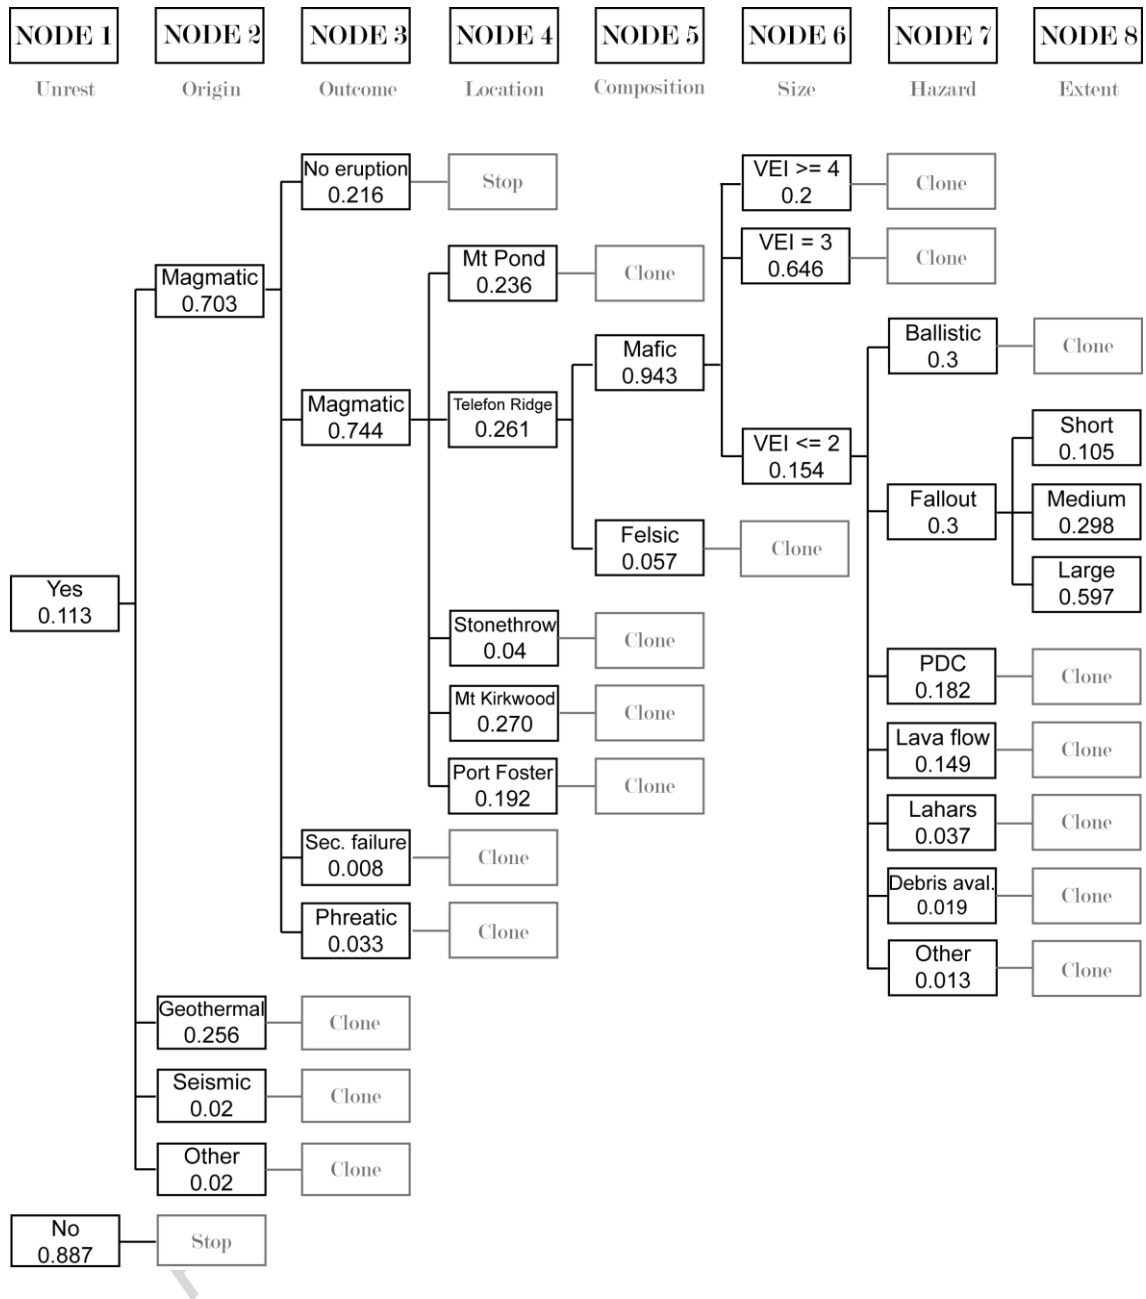 NODE 1 NODE 2 NODE 3 NODE 4 NODE 5 NODE 6 NODE 7 NODE 8
Unrest Origin Outcome Location Composition Size Hazard Extent
No eruption
0.216
Stop
VEI >= 4
0.2
Clone
VEI = 3
0.646
Clone
Magmatic
0.703
Mt Pond
0.236
Clone
Mafic
0.943
Ballistic
0.3
Clone
Magmatic
0.744
Telefon Ridge
0.261
VEI <= 2
0.154
Short
0.105
Fallout
0.3
Medium
0.298
Felsic
0.057
Clone
Large
0.597
Yes
0.113
Stonethrow
0.04
Clone
PDC
0.182
Clone
Mt Kirkwood
0.270
Clone
Lava flow
0.149
Clone
Port Foster
0.192
Clone
Lahars
0.037
Clone
Sec. failure
0.008
Clone
Debris aval.
0.019
Clone
Phreatic
0.033
Clone
Other
0.013
Clone
Geothermal
0.256
Clone
Seismic
0.02
Clone
Other
0.02
Clone
No
0.887
Stop